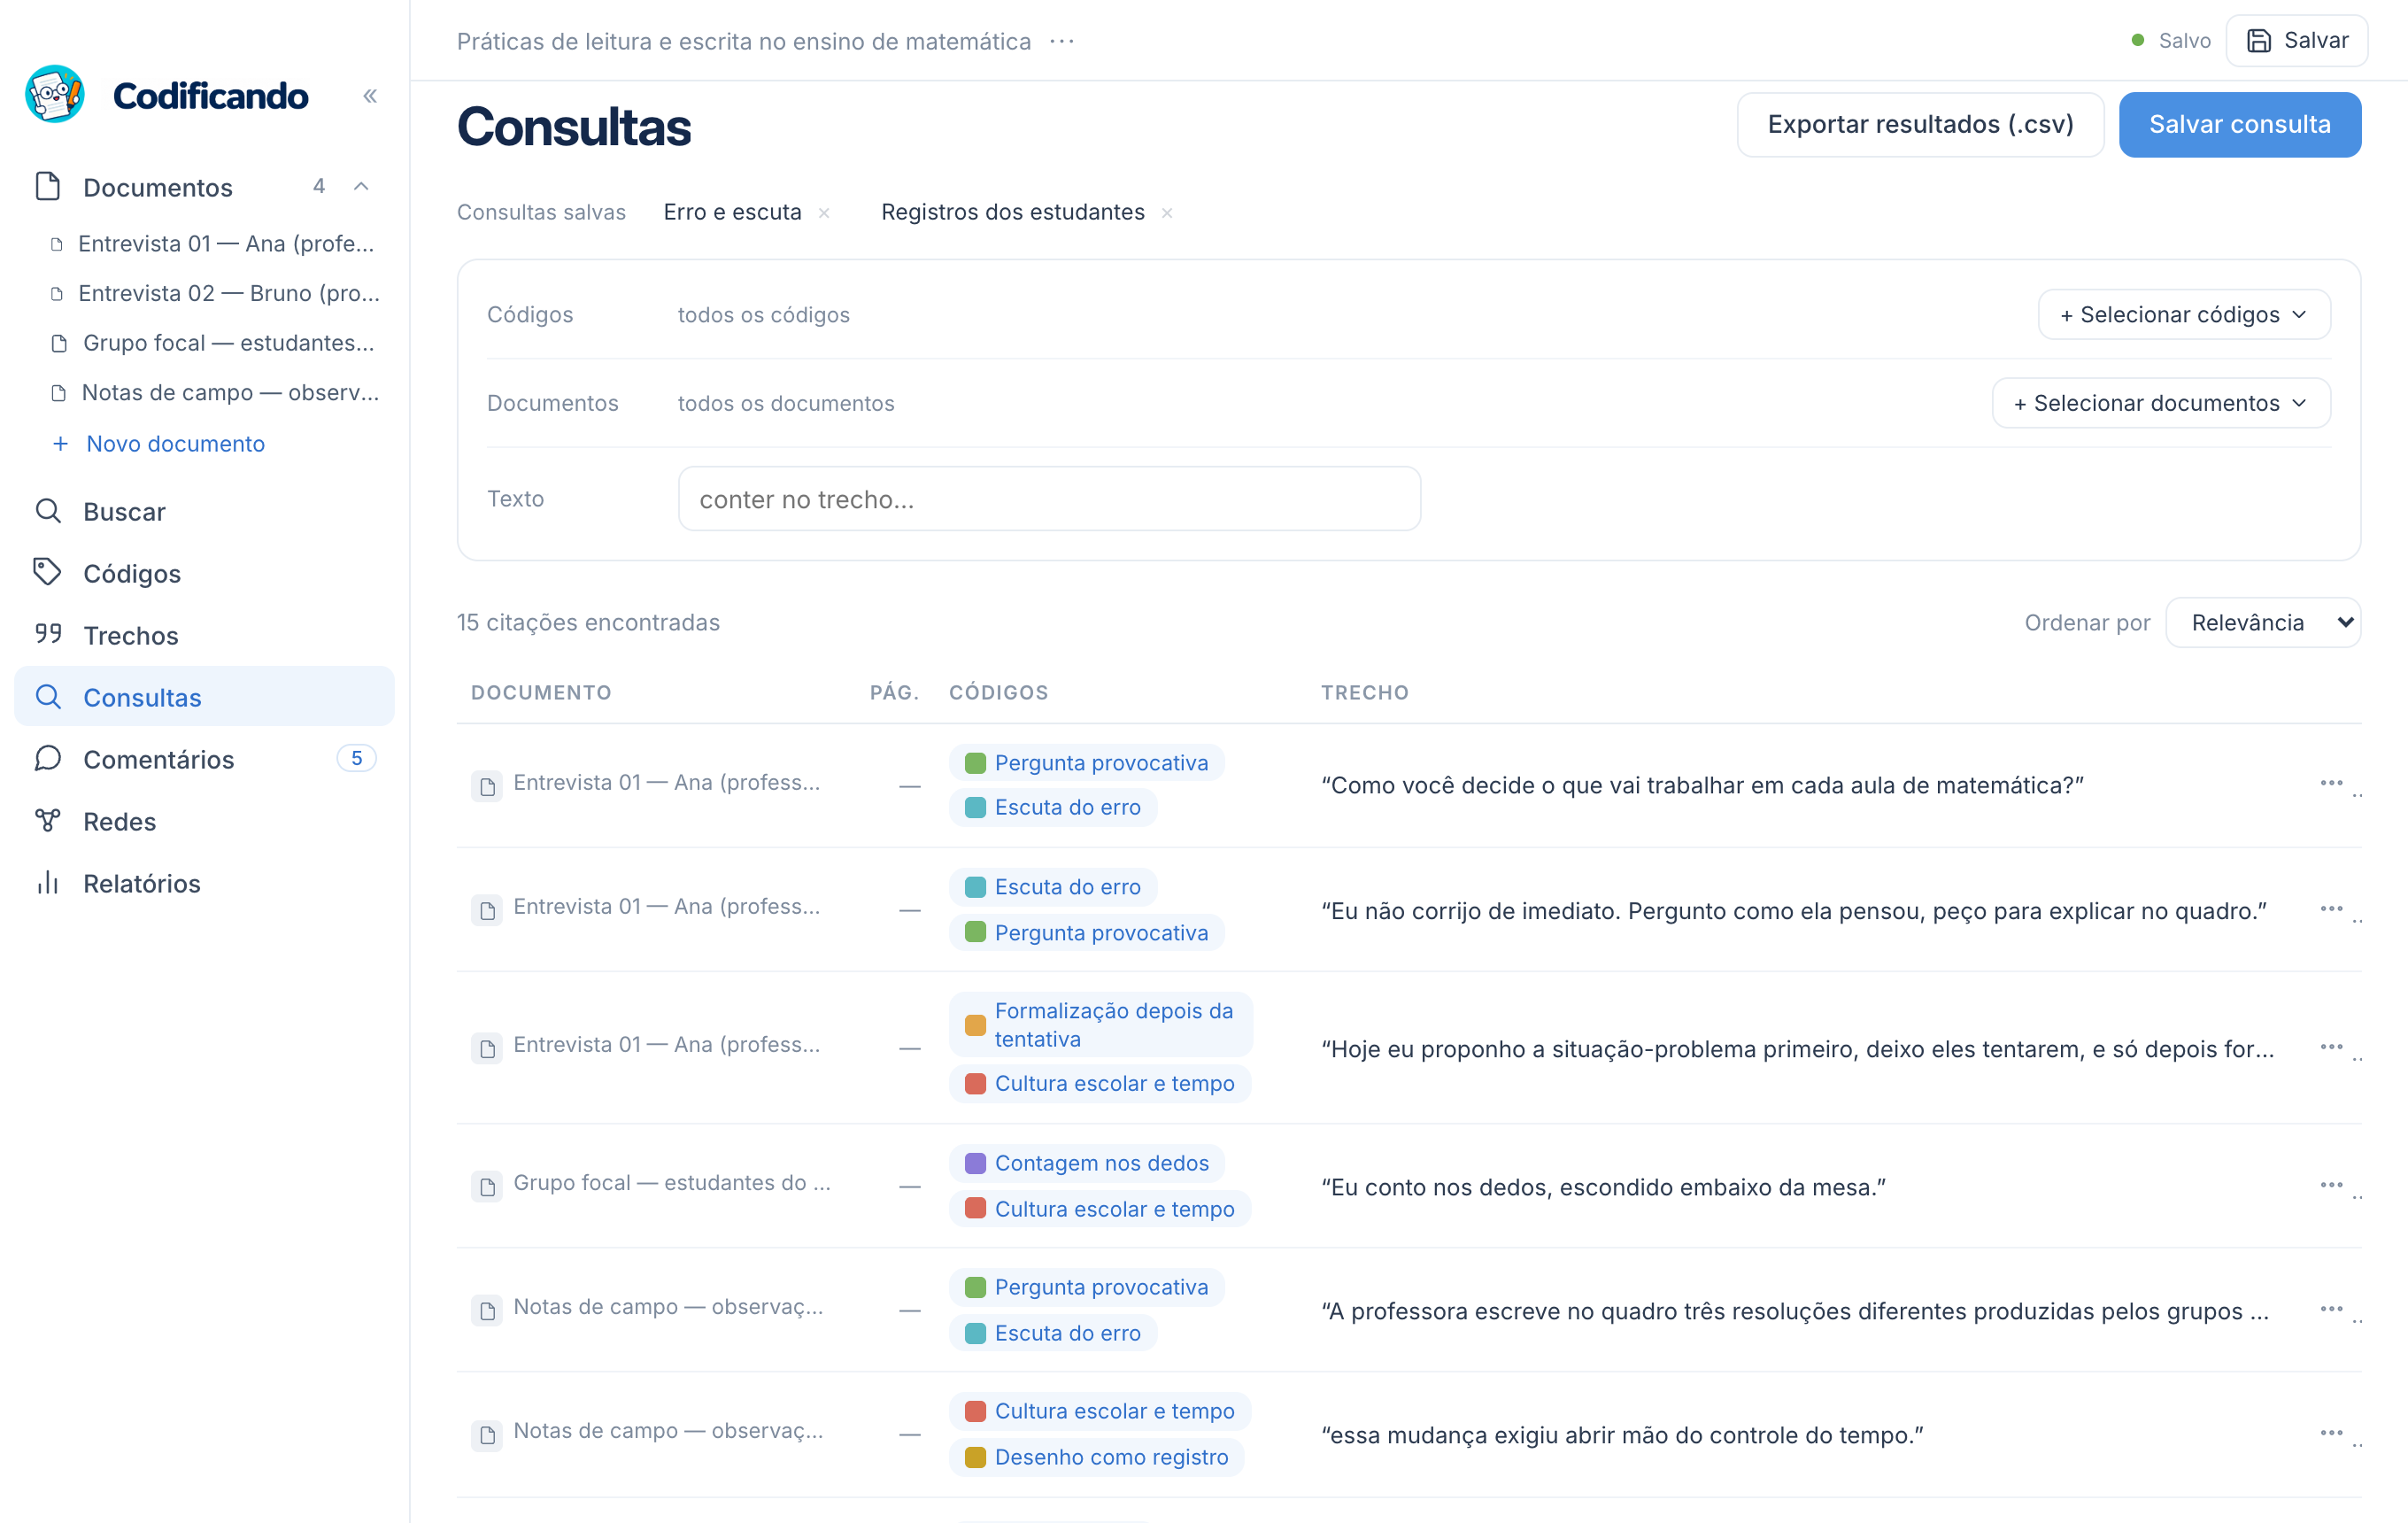 Codificando
«
Documentos 4
Entrevista 01 — Ana (profe...
Entrevista 02 — Bruno (pro...
Grupo focal — estudantes...
Notas de campo — observ...
+ Novo documento
Buscar
Códigos
Trechos
Consultas
Comentários 5
Redes
Relatórios
Práticas de leitura e escrita no ensino de matemática ···
Salvo
Salvar
Consultas
Exportar resultados (.csv)
Salvar consulta
Consultas salvas Erro e escuta × Registros dos estudantes ×
Códigos todos os códigos + Selecionar códigos
Documentos todos os documentos + Selecionar documentos
Texto conter no trecho...
15 citações encontradas
Ordenar por Relevância
DOCUMENTO PÁG. CÓDIGOS TRECHO
Entrevista 01 — Ana (profess... — Pergunta provocativa
Escuta do erro
“Como você decide o que vai trabalhar em cada aula de matemática?” ··· ..
Entrevista 01 — Ana (profess... — Escuta do erro
Pergunta provocativa
“Eu não corrijo de imediato. Pergunto como ela pensou, peço para explicar no quadro.” ··· ..
Entrevista 01 — Ana (profess... — Formalização depois da
tentativa
Cultura escolar e tempo
“Hoje eu proponho a situação-problema primeiro, deixo eles tentarem, e só depois for... ··· ..
Grupo focal — estudantes do ... — Contagem nos dedos
Cultura escolar e tempo
“Eu conto nos dedos, escondido embaixo da mesa.” ··· ..
Notas de campo — observaç... — Pergunta provocativa
Escuta do erro
“A professora escreve no quadro três resoluções diferentes produzidas pelos grupos ... ··· ..
Notas de campo — observaç... — Cultura escolar e tempo
Desenho como registro
“essa mudança exigiu abrir mão do controle do tempo.” ··· ..